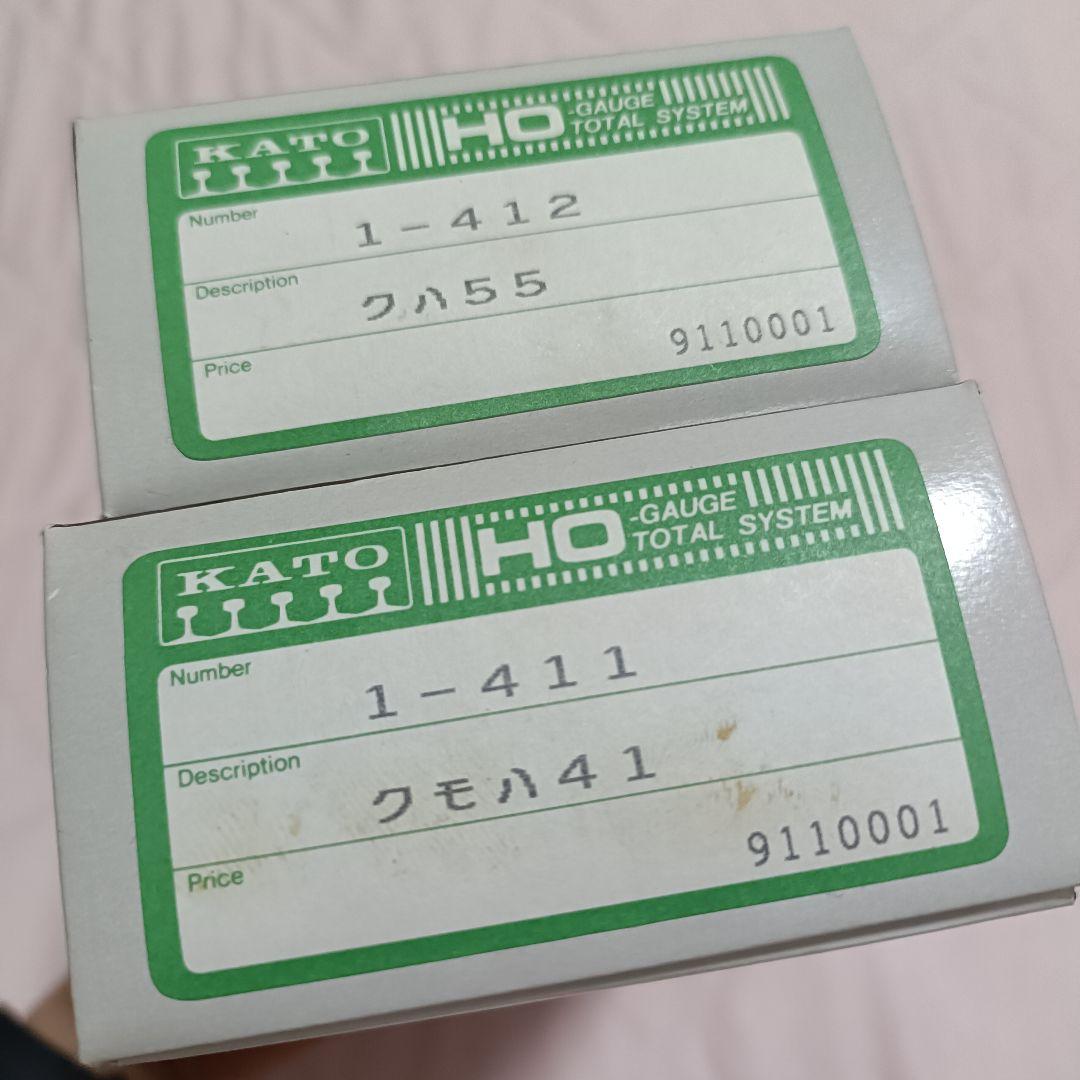 KATO HO -GAUGE TOTAL SYSTEM
Number 1-412
Description クハ55
Price 9110001
KATO HO -GAUGE TOTAL SYSTEM
Number 1-411
Description クモハ41
Price 9110001